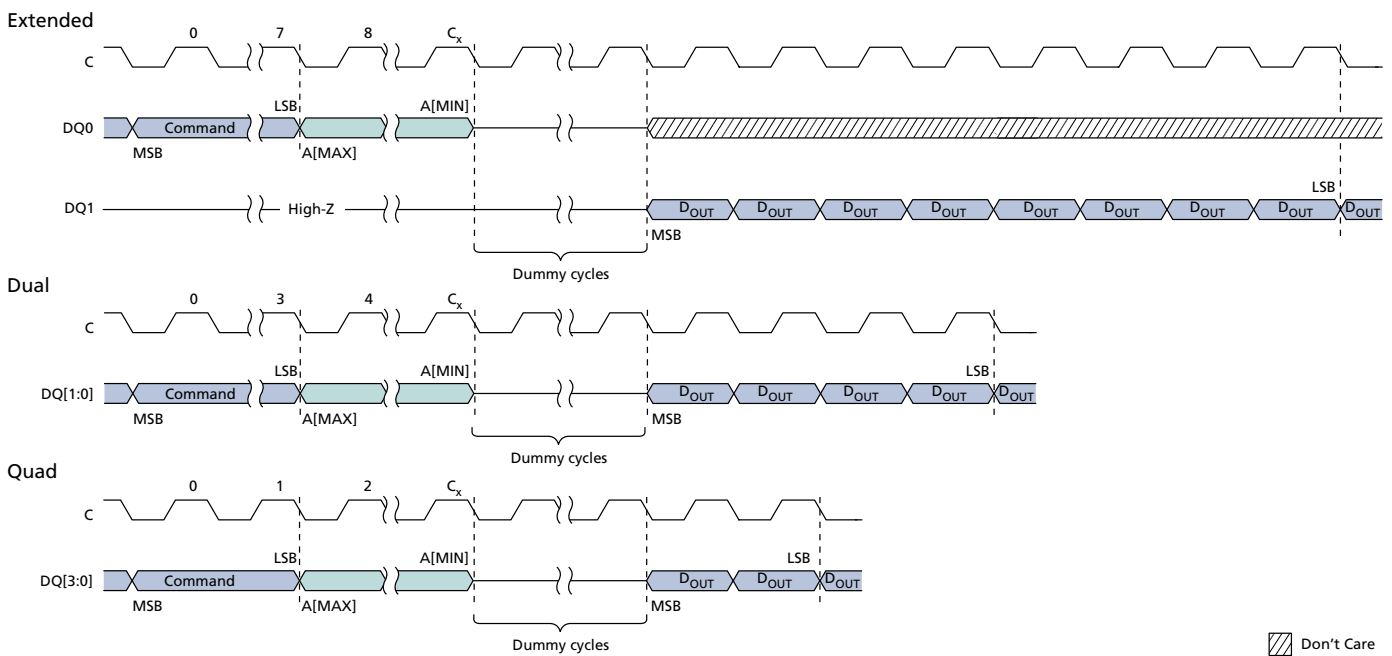 Extended
0 7 8 Cx
C
LSB A[MIN]
DQ0 Command
MSB A[MAX]
LSB
DQ1 High-Z DOUT DOUT DOUT DOUT DOUT DOUT DOUT DOUT DOUT
MSB
Dummy cycles
Dual
0 3 4 Cx
C
LSB A[MIN] LSB
DQ[1:0] Command DOUT DOUT DOUT DOUT DOUT
MSB A[MAX] MSB
Dummy cycles
Quad
0 1 2 Cx
C
LSB A[MIN] LSB
DQ[3:0] Command DOUT DOUT DOUT
MSB A[MAX] MSB
Dummy cycles
Don't Care